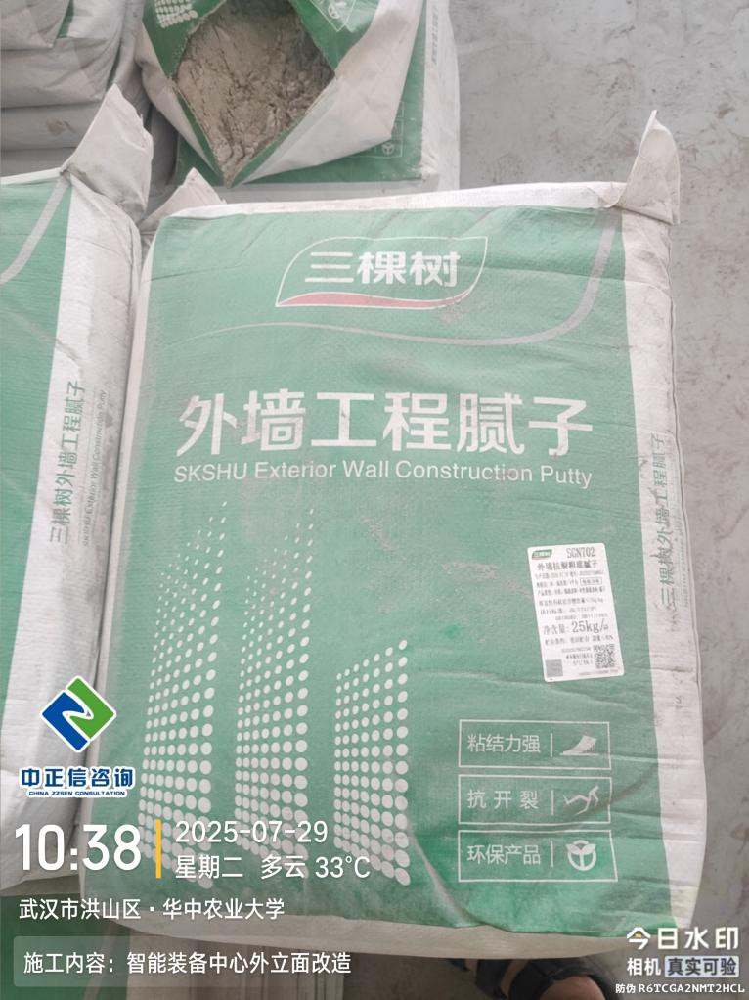 三棵树
外墙工程腻子
SKSHU Exterior Wall Construction Putty
三棵树外墙工程腻子
SKSHU Exterior Wall Construction Putty
三棵树外墙工程腻子
三棵树 SGN702
外墙抗裂粗底腻子
净含量: 25kg/
粘结力强
抗开裂
环保产品
中正信咨询
CHINA ZZSEN CONSULTATION
10:38
2025-07-29
星期二 多云 33℃
武汉市洪山区·华中农业大学
施工内容: 智能装备中心外立面改造
今日水印
相机 真实可验
防伪 R6TCGA2NMT2HCL